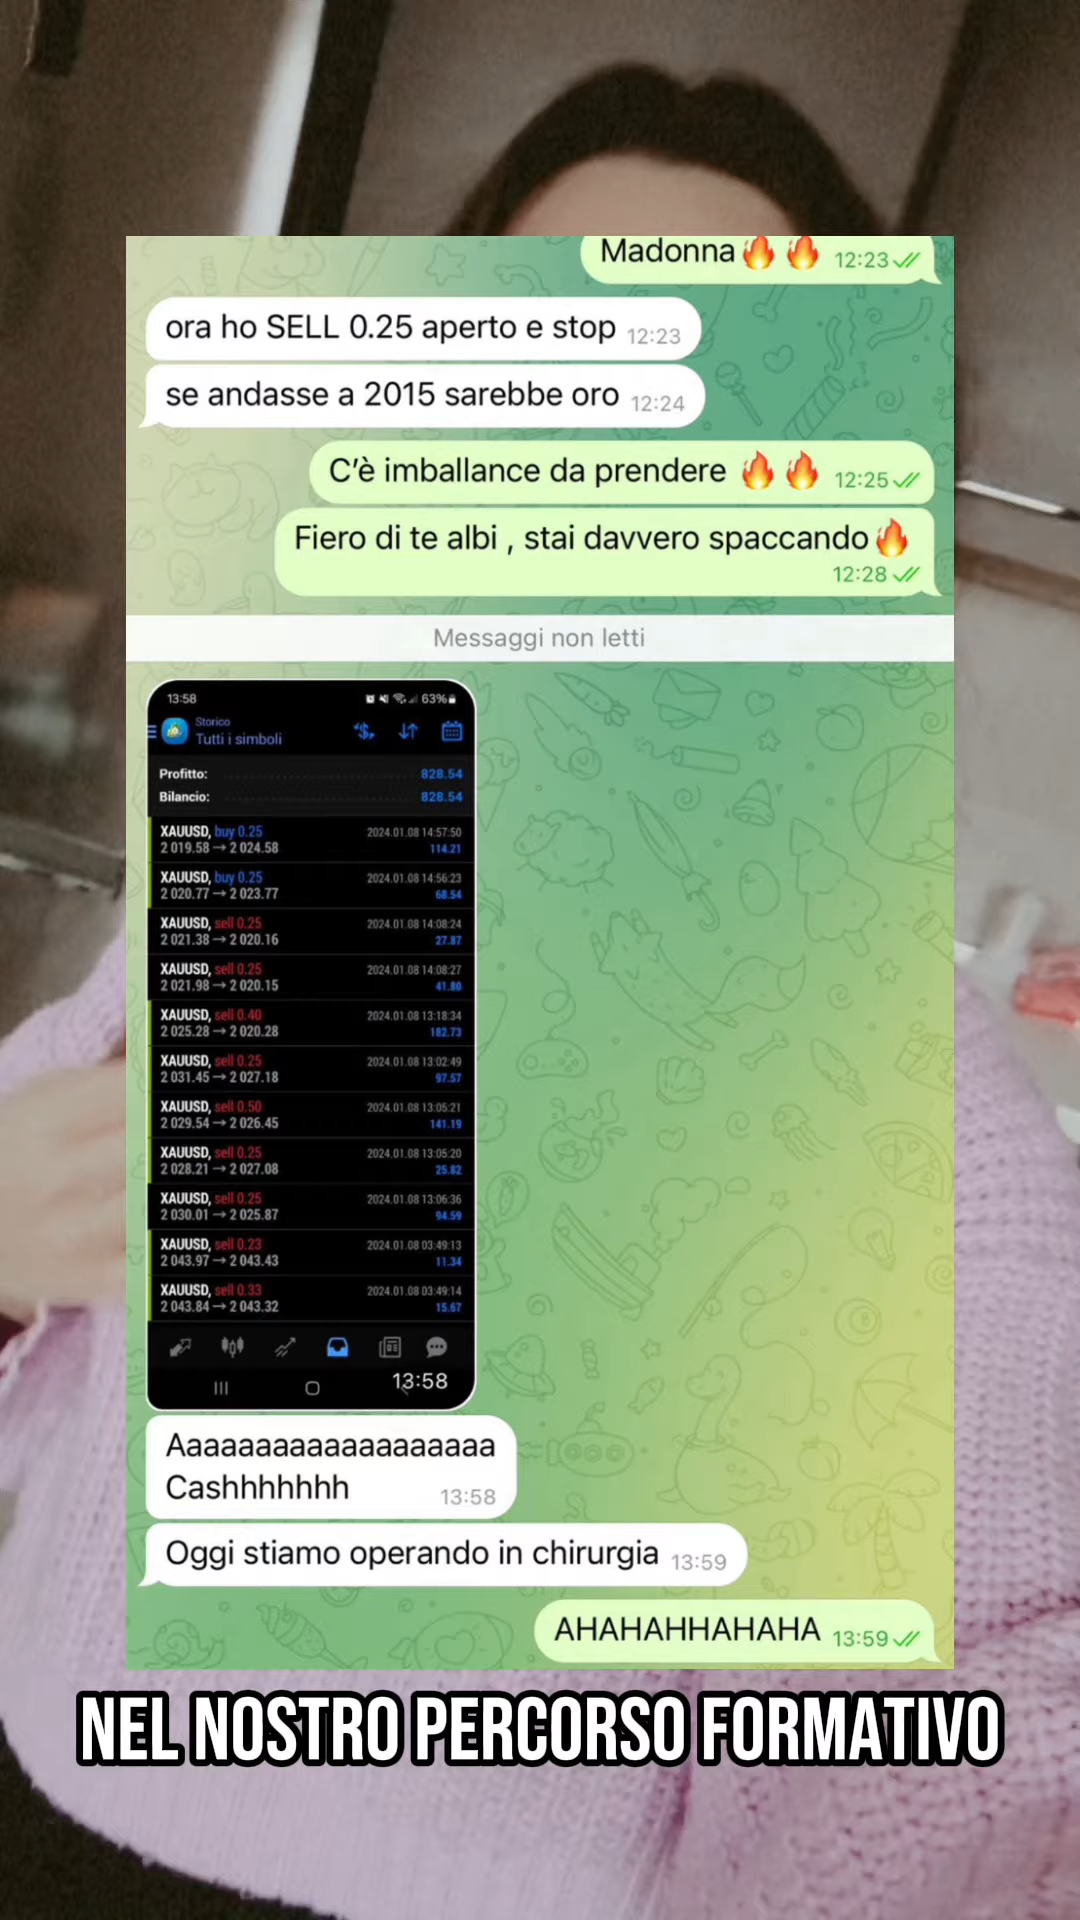 Madonna🔥 🔥 12:23
ora ho SELL 0.25 aperto e stop 12:23
se andasse a 2015 sarebbe oro 12:24
C'è imballance da prendere 🔥 🔥 12:25
Fiero di te albi , stai davvero spaccando🔥
12:28
Messaggi non letti
13:58 63%
Storico
Tutti i simboli
Profitto: 828.54
Bilancio: 828.54
XAUUSD, buy 0.25 2024.01.08 14:57:50
2 019.58 → 2 024.58 114.21
XAUUSD, buy 0.25 2024.01.08 14:56:23
2 020.77 → 2 023.77 68.54
XAUUSD, sell 0.25 2024.01.08 14:08:24
2 021.38 → 2 020.16 27.87
XAUUSD, sell 0.25 2024.01.08 14:08:27
2 021.98 → 2 020.15 41.80
XAUUSD, sell 0.40 2024.01.08 13:18:34
2 025.28 → 2 020.28 182.73
XAUUSD, sell 0.25 2024.01.08 13:02:49
2 031.45 → 2 027.18 97.57
XAUUSD, sell 0.50 2024.01.08 13:05:21
2 029.54 → 2 026.45 141.19
XAUUSD, sell 0.25 2024.01.08 13:05:20
2 028.21 → 2 027.08 25.82
XAUUSD, sell 0.25 2024.01.08 13:06:36
2 030.01 → 2 025.87 94.59
XAUUSD, sell 0.23 2024.01.08 03:49:13
2 043.97 → 2 043.43 11.34
XAUUSD, sell 0.33 2024.01.08 03:49:14
2 043.84 → 2 043.32 15.67
13:58
Aaaaaaaaaaaaaaaaaaa
Cashhhhhhh 13:58
Oggi stiamo operando in chirurgia 13:59
AHAHAHHAHAHA 13:59
NEL NOSTRO PERCORSO FORMATIVO